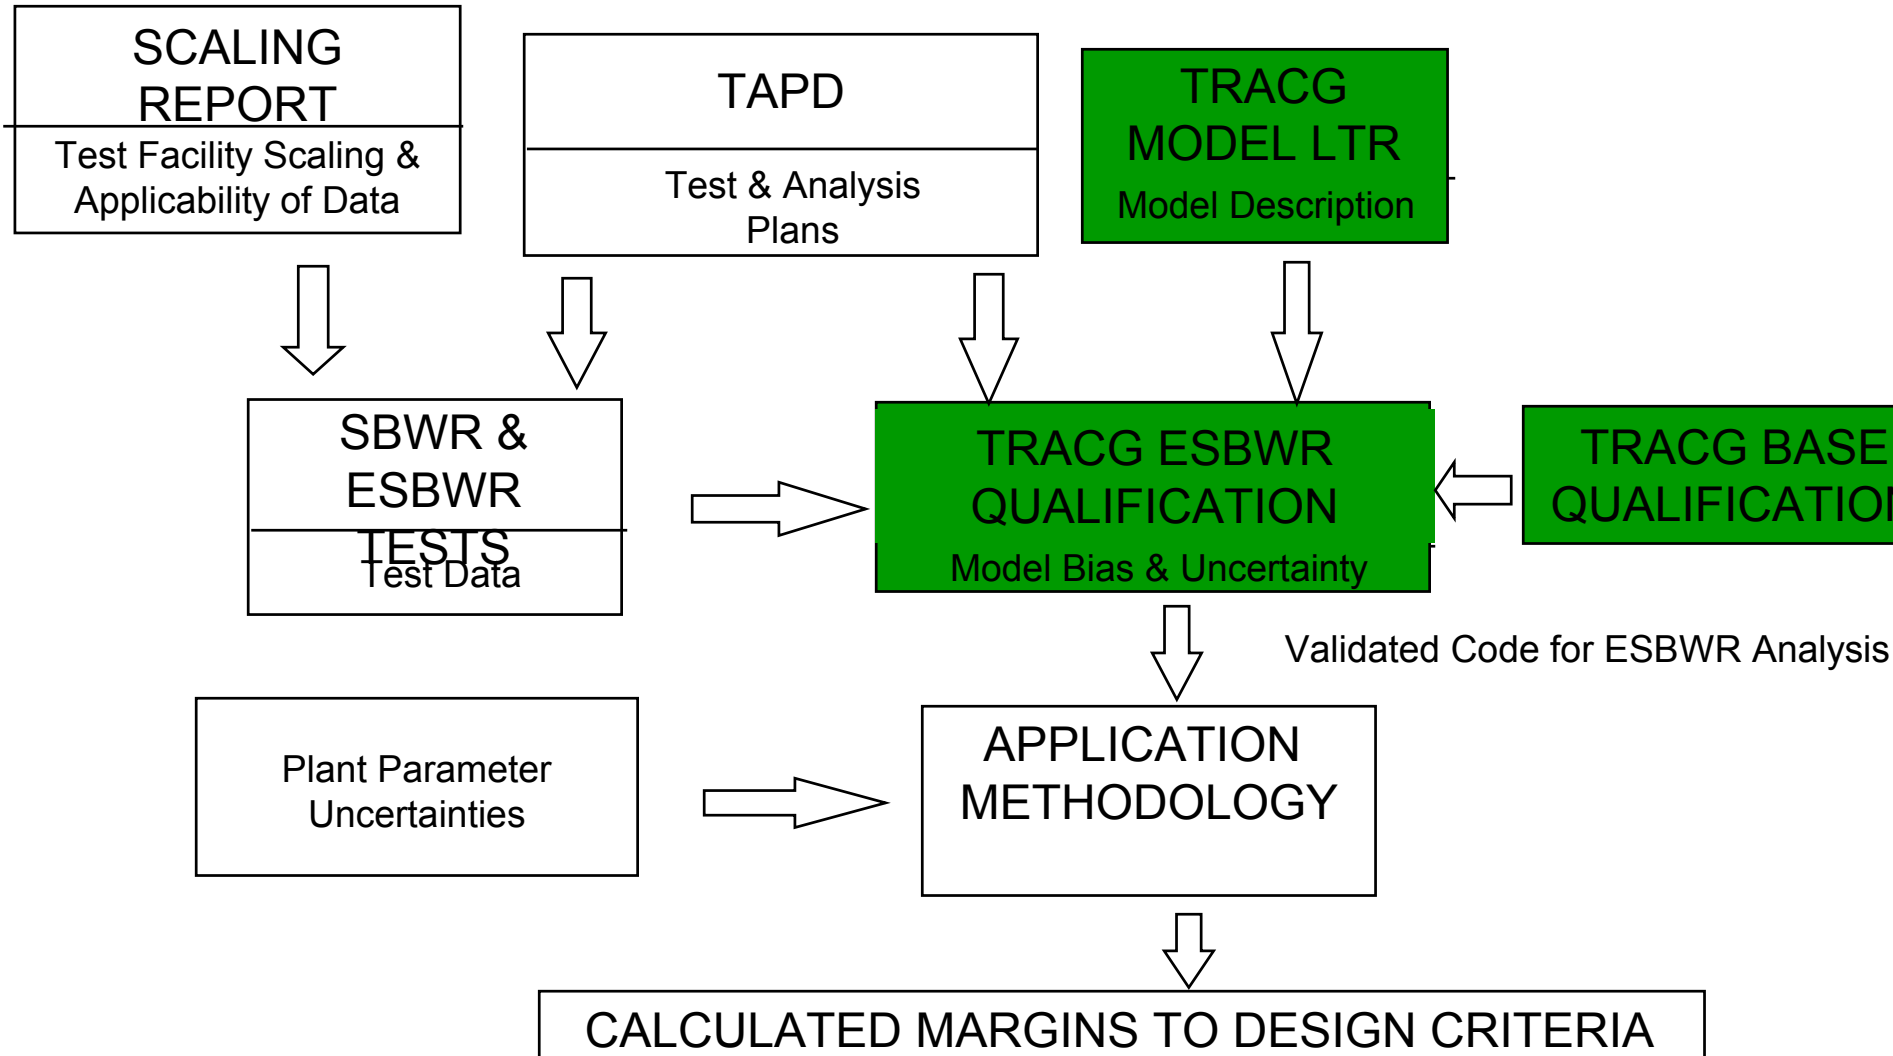 SCALING
REPORT
Test Facility Scaling &
Applicability of Data
TAPD
Test & Analysis
Plans
TRACG
MODEL LTR
Model Description
SBWR &
ESBWR
TESTS
Test Data
TRACG ESBWR
QUALIFICATION
Model Bias & Uncertainty
TRACG BASE
QUALIFICATION
Validated Code for ESBWR Analysis
Plant Parameter
Uncertainties
APPLICATION
METHODOLOGY
CALCULATED MARGINS TO DESIGN CRITERIA